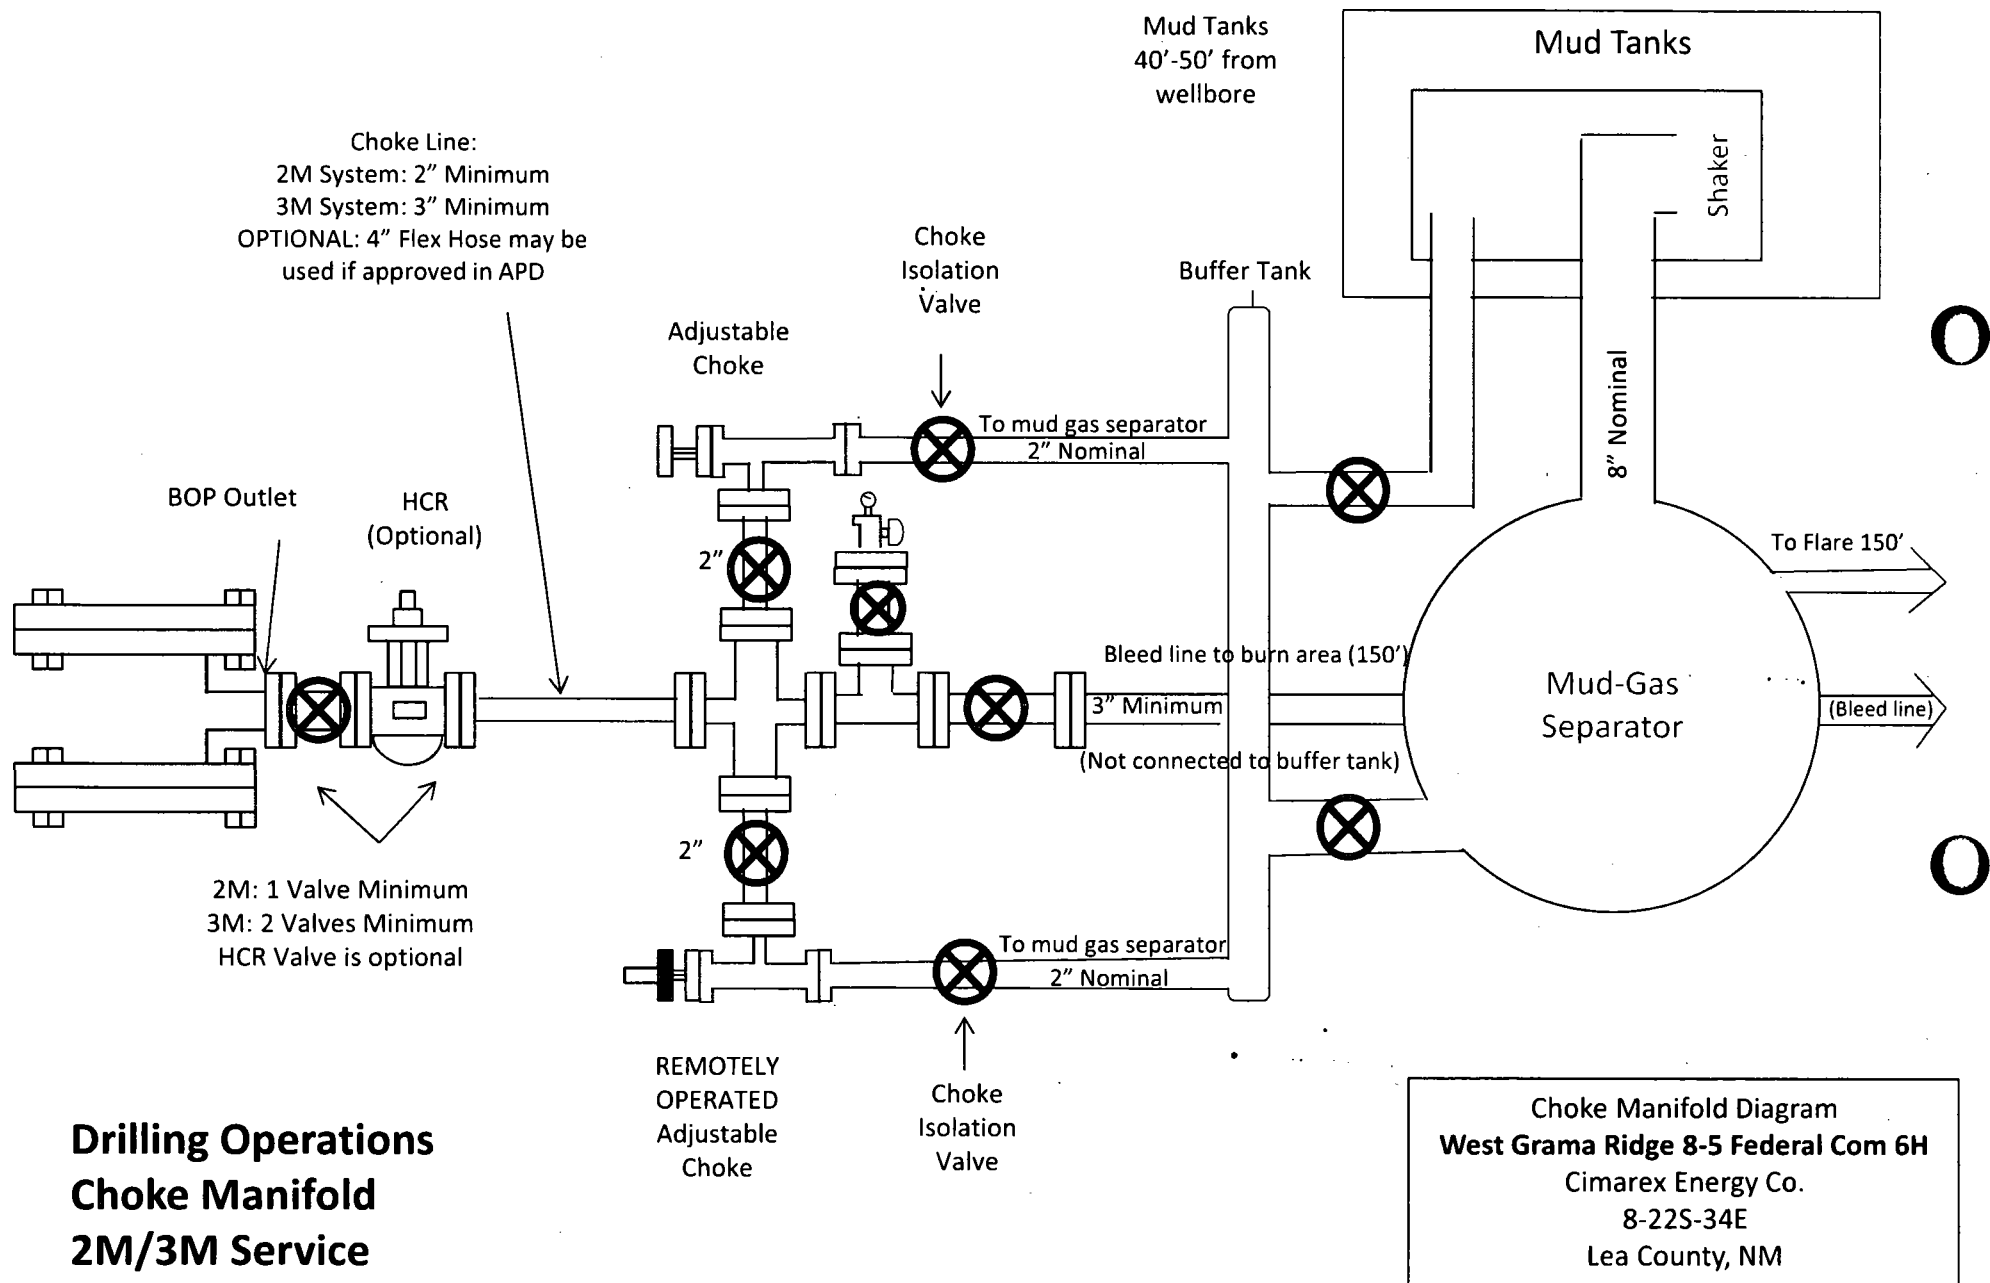 Mud Tanks
40'-50' from
wellbore
Mud Tanks
Shaker
Choke Line:
2M System: 2" Minimum
3M System: 3" Minimum
OPTIONAL: 4" Flex Hose may be
used if approved in APD
Choke
Isolation
Valve
Buffer Tank
Adjustable
Choke
8" Nominal
To mud gas separator
2" Nominal
BOP Outlet
HCR
(Optional)
2"
To Flare 150'
Bleed line to burn area (150')
3" Minimum
(Not connected to buffer tank)
Mud-Gas
Separator
(Bleed line)
2"
2M: 1 Valve Minimum
3M: 2 Valves Minimum
HCR Valve is optional
To mud gas separator
2" Nominal
REMOTELY
OPERATED
Adjustable
Choke
Choke
Isolation
Valve
Drilling Operations
Choke Manifold
2M/3M Service
Choke Manifold Diagram
West Grama Ridge 8-5 Federal Com 6H
Cimarex Energy Co.
8-22S-34E
Lea County, NM